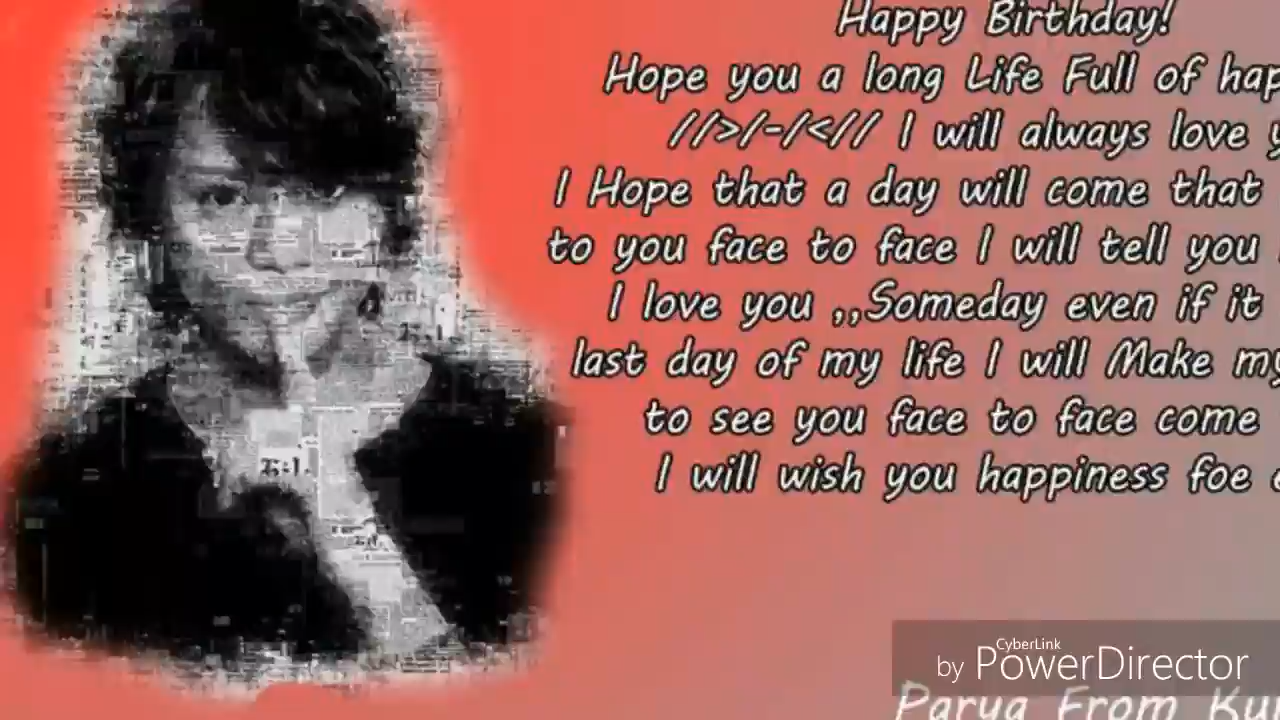 Happy Birthday!
Hope you a long Life Full of hap
//>/-/<// I will always love y
I Hope that a day will come that
to you face to face I will tell you
I love you ,,Someday even if it
last day of my life I will Make my
to see you face to face come
I will wish you happiness foe e
CyberLink
by PowerDirector
Parya From Ku